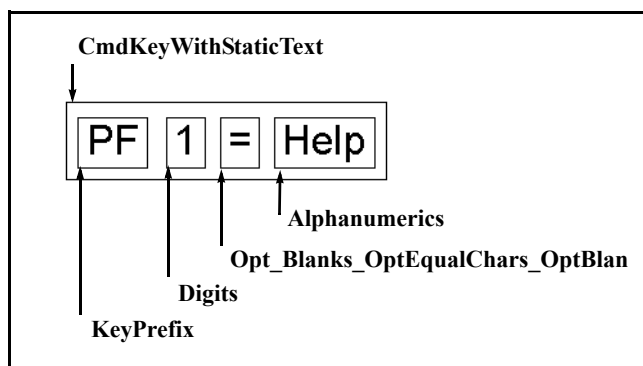 CmdKeyWithStaticText
PF 1 = Help
Alphanumerics
Opt_Blanks_OptEqualChars_OptBlan
Digits
KeyPrefix